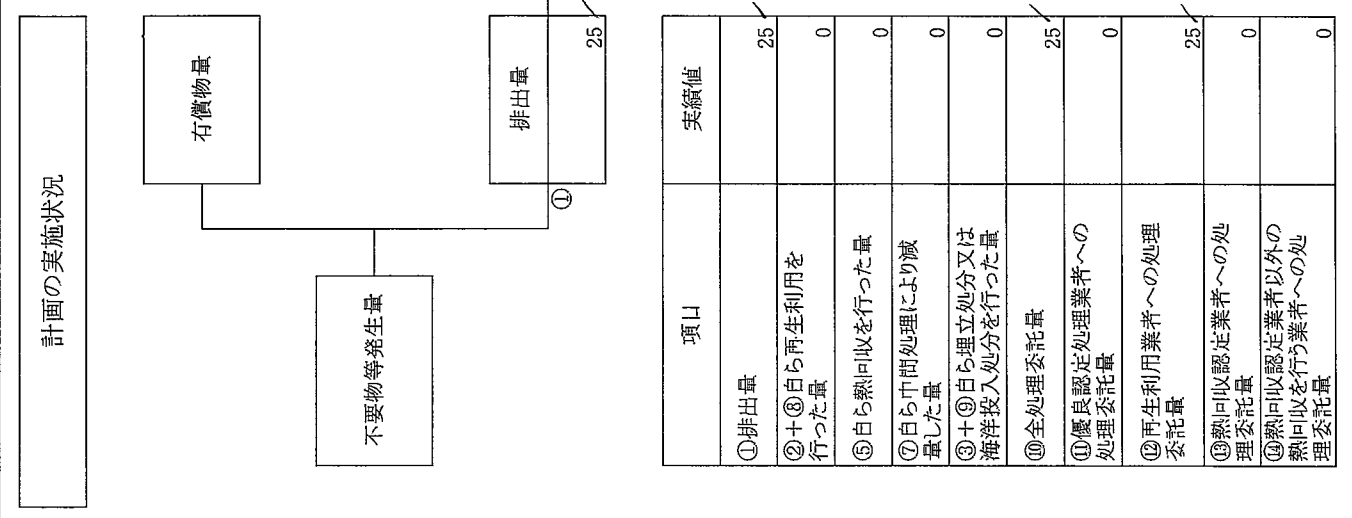 計画の実施状況
有償物量
不要物等発生量
排出量
25
①
項目
実績値
①排出量
25
②+⑧自ら再生利用を
行った量
0
⑤自ら熱回収を行った量
0
⑦自ら中間処理により減
量した量
0
③+⑨自ら埋立処分又は
海洋投入処分を行った量
0
⑩全処理委託量
25
⑪優良認定処理業者への
処理委託量
0
⑫再生利用業者への処理
委託量
25
⑬熱回収認定業者への処
理委託量
0
⑭熱回収認定業者以外の
熱回収を行う業者への処
理委託量
0